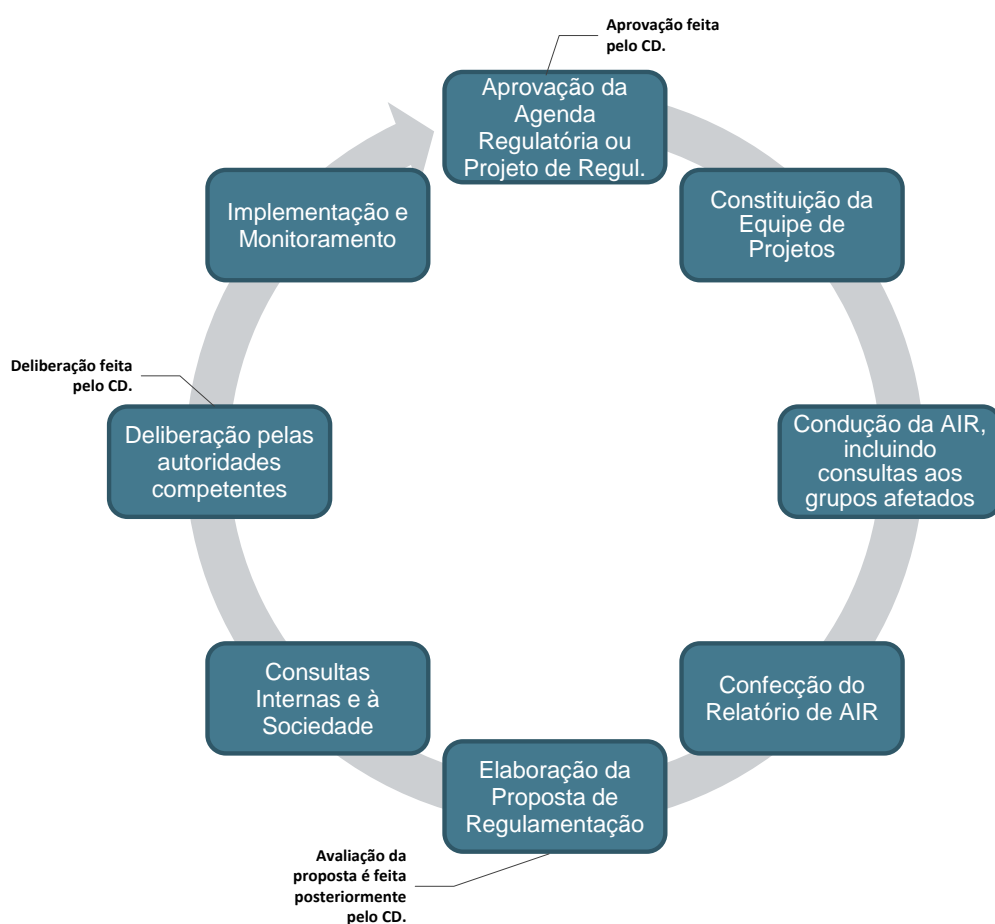 Aprovação feita
pelo CD.
Aprovação da
Agenda
Regulatória ou
Projeto de Regul.
Constituição da
Equipe de
Projetos
Condução da AIR,
incluindo
consultas aos
grupos afetados
Confecção do
Relatório de AIR
Elaboração da
Proposta de
Regulamentação
Avaliação da
proposta é feita
posteriormente
pelo CD.
Consultas
Internas e à
Sociedade
Deliberação pelas
autoridades
competentes
Deliberação feita
pelo CD.
Implementação e
Monitoramento